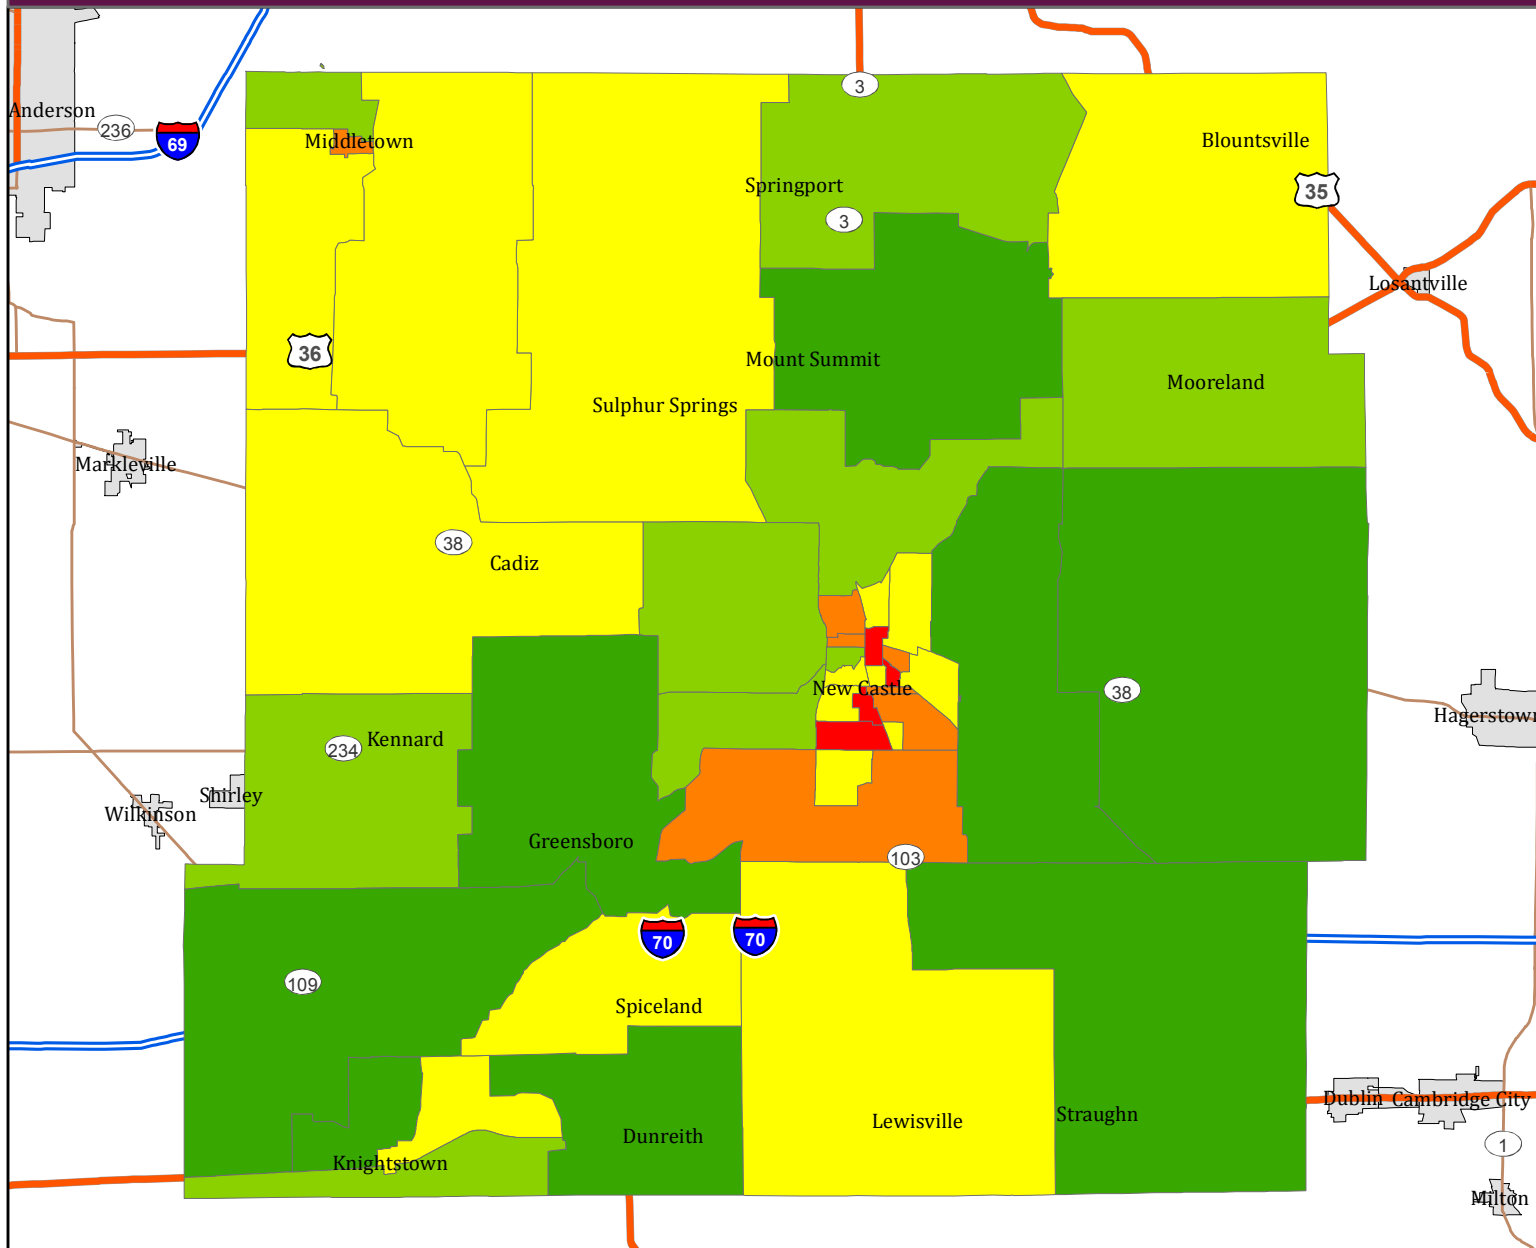 3
Anderson
236
69
Middletown
Blountsville
Springport
35
3
Losantville
36
Mount Summit
Mooreland
Sulphur Springs
Markleville
38
Cadiz
New Castle
38
Hagerstown
Kennard
234
Shirley
Wilkinson
Greensboro
103
70
70
109
Spiceland
Dublin
Cambridge City
Straughn
Lewisville
Dunreith
1
Knightstown
Milton